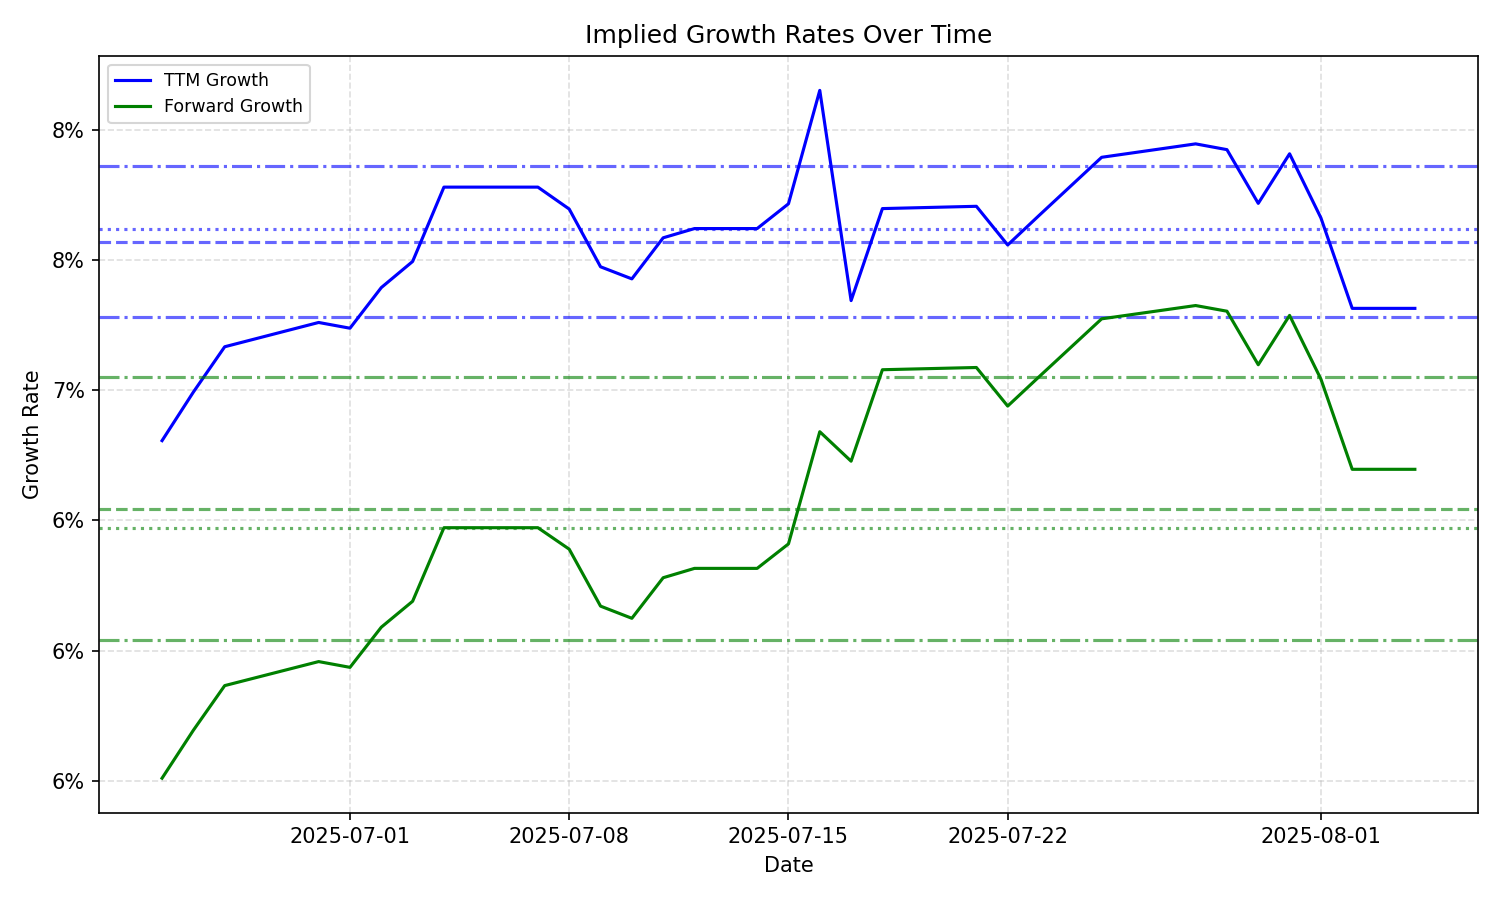 Implied Growth Rates Over Time
TTM Growth
Forward Growth
8%
8%
7%
6%
6%
6%
Growth Rate
2025-07-01
2025-07-08
2025-07-15
2025-07-22
2025-08-01
Date